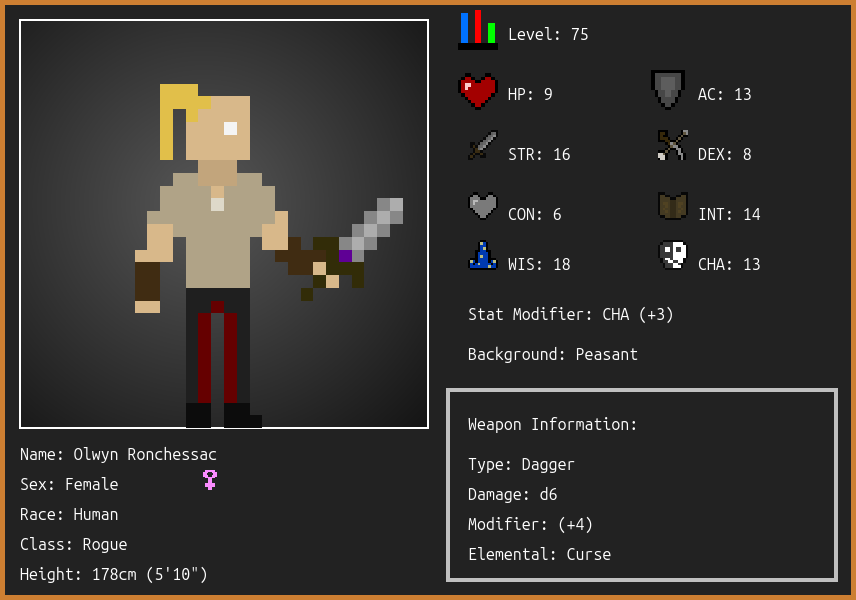 Level: 75
HP: 9
AC: 13
STR: 16
DEX: 8
CON: 6
INT: 14
WIS: 18
CHA: 13
Stat Modifier: CHA (+3)
Background: Peasant
Weapon Information:
Type: Dagger
Damage: d6
Modifier: (+4)
Elemental: Curse
Name: Olwyn Ronchessac
Sex: Female
Race: Human
Class: Rogue
Height: 178cm (5'10")